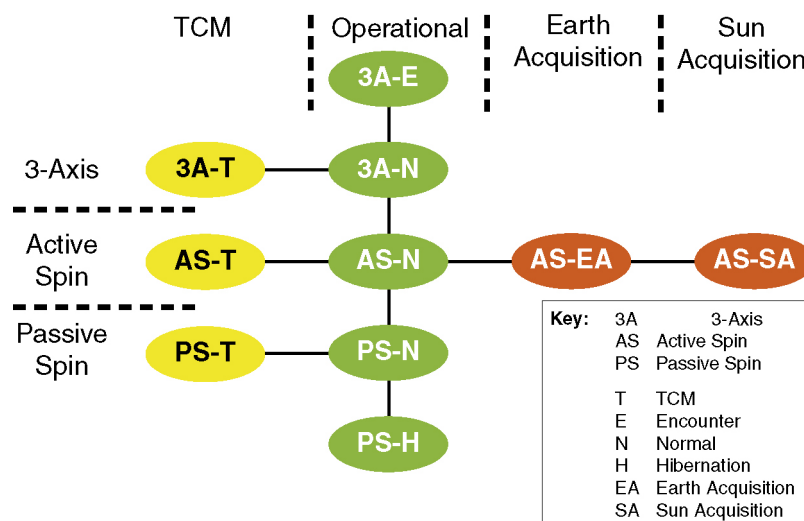 TCM
Operational
Earth
Acquisition
Sun
Acquisition
3A-E
3-Axis
3A-T
3A-N
Active
Spin
AS-T
AS-N
AS-EA
AS-SA
Passive
Spin
PS-T
PS-N
PS-H
Key: 3A 3-Axis
AS Active Spin
PS Passive Spin
T TCM
E Encounter
N Normal
H Hibernation
EA Earth Acquisition
SA Sun Acquisition